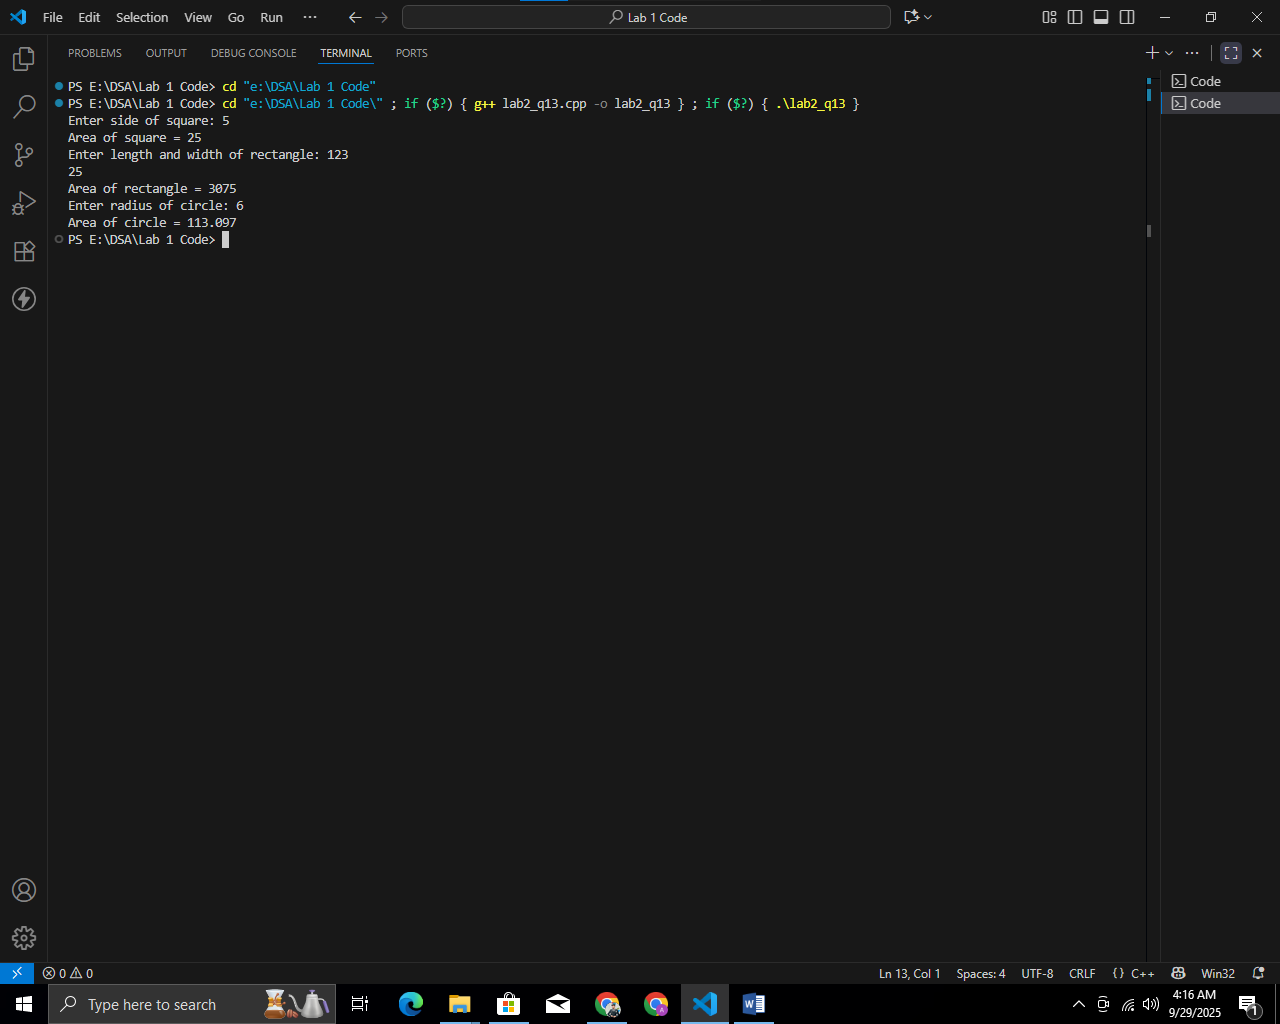 File Edit Selection View Go Run ··· Lab 1 Code
PROBLEMS OUTPUT DEBUG CONSOLE TERMINAL PORTS
PS E:\DSA\Lab 1 Code> cd "e:\DSA\Lab 1 Code"
PS E:\DSA\Lab 1 Code> cd "e:\DSA\Lab 1 Code\" ; if ($?) { g++ lab2_q13.cpp -o lab2_q13 } ; if ($?) { .\lab2_q13 }
Enter side of square: 5
Area of square = 25
Enter length and width of rectangle: 123
25
Area of rectangle = 3075
Enter radius of circle: 6
Area of circle = 113.097
PS E:\DSA\Lab 1 Code>
Code
Code
0 0 Ln 13, Col 1 Spaces: 4 UTF-8 CRLF {} C++ Win32
Type here to search
4:16 AM
9/29/2025
1